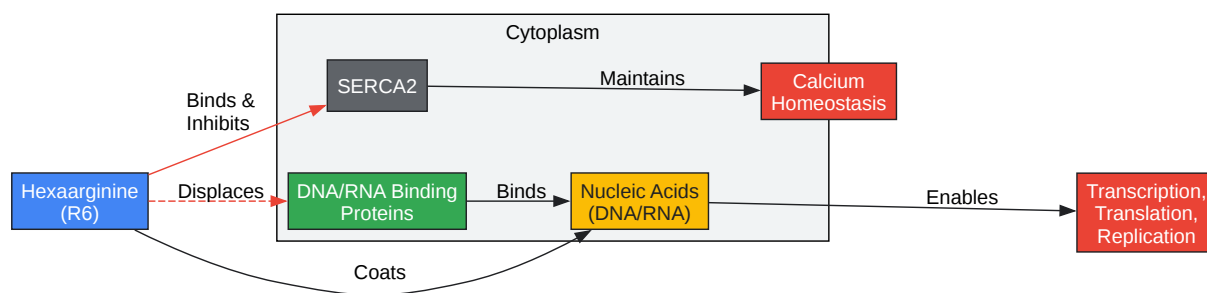 Cytoplasm
SERCA2
Maintains
Calcium
Homeostasis
Binds &
Inhibits
Hexaarginine
(R6)
Displaces
DNA/RNA Binding
Proteins
Binds
Nucleic Acids
(DNA/RNA)
Enables
Transcription,
Translation,
Replication
Coats